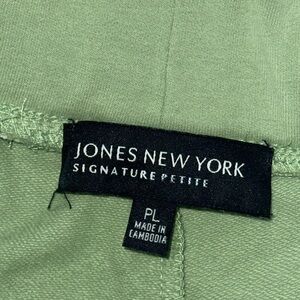 JONES NEW YORK
SIGNATURE PETITE
PL
MADE IN
CAMBODIA